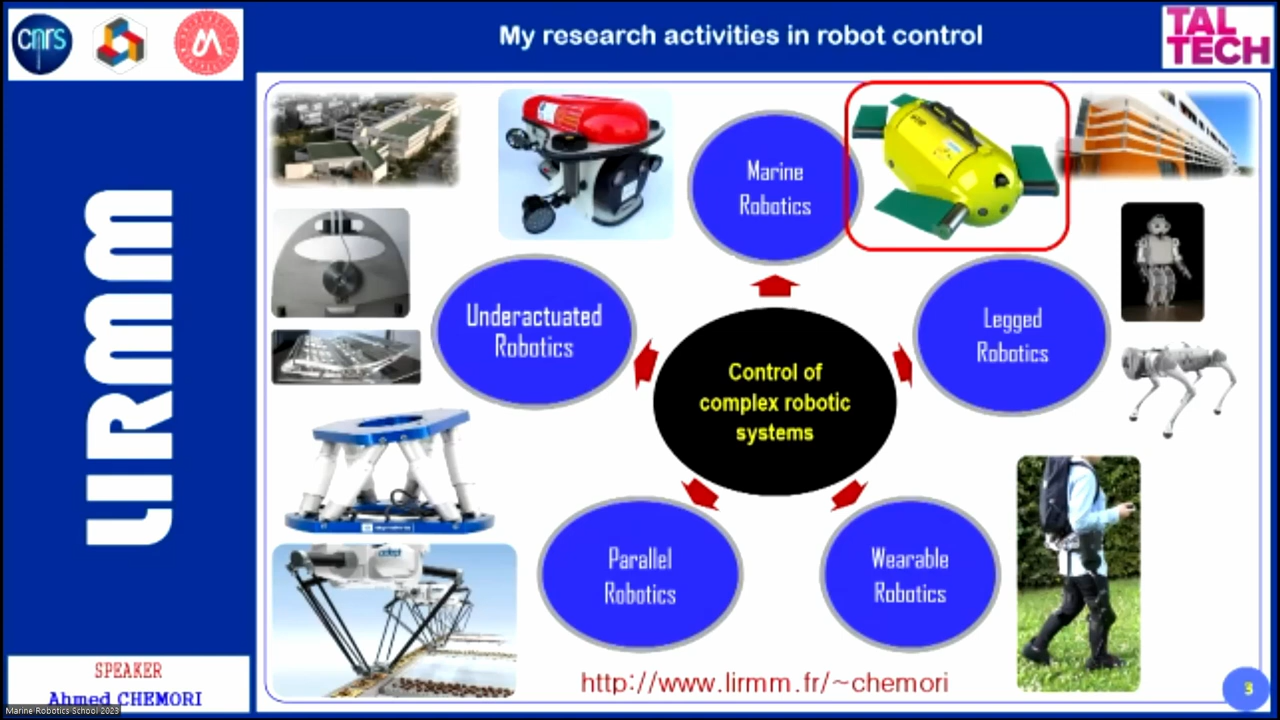 cnrs
My research activities in robot control
TAL
TECH
LIRMM
Marine
Robotics
Underactuated
Robotics
Legged
Robotics
Control of
complex robotic
systems
Parallel
Robotics
Wearable
Robotics
adept
http://www.lirmm.fr/~chemori
SPEAKER
Ahmed CHEMORI
Marine Robotics School 2023
3